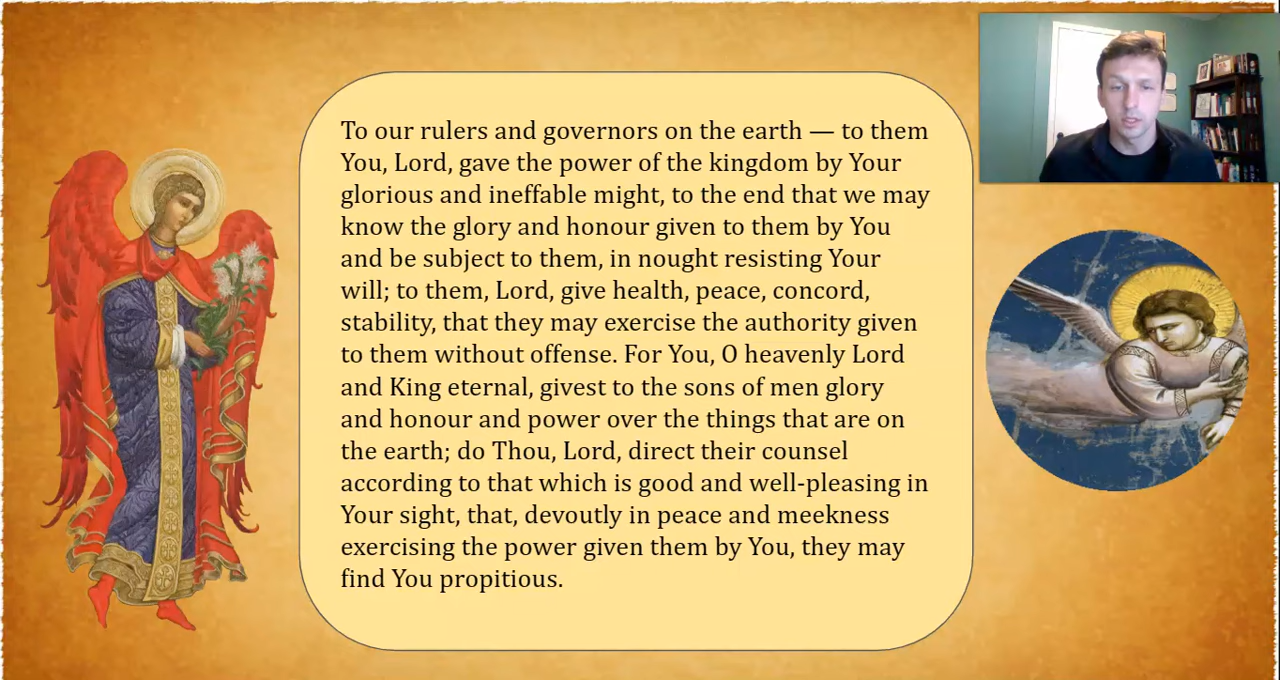 To our rulers and governors on the earth — to them
You, Lord, gave the power of the kingdom by Your
glorious and ineffable might, to the end that we may
know the glory and honour given to them by You
and be subject to them, in nought resisting Your
will; to them, Lord, give health, peace, concord,
stability, that they may exercise the authority given
to them without offense. For You, O heavenly Lord
and King eternal, givest to the sons of men glory
and honour and power over the things that are on
the earth; do Thou, Lord, direct their counsel
according to that which is good and well-pleasing in
Your sight, that, devoutly in peace and meekness
exercising the power given them by You, they may
find You propitious.